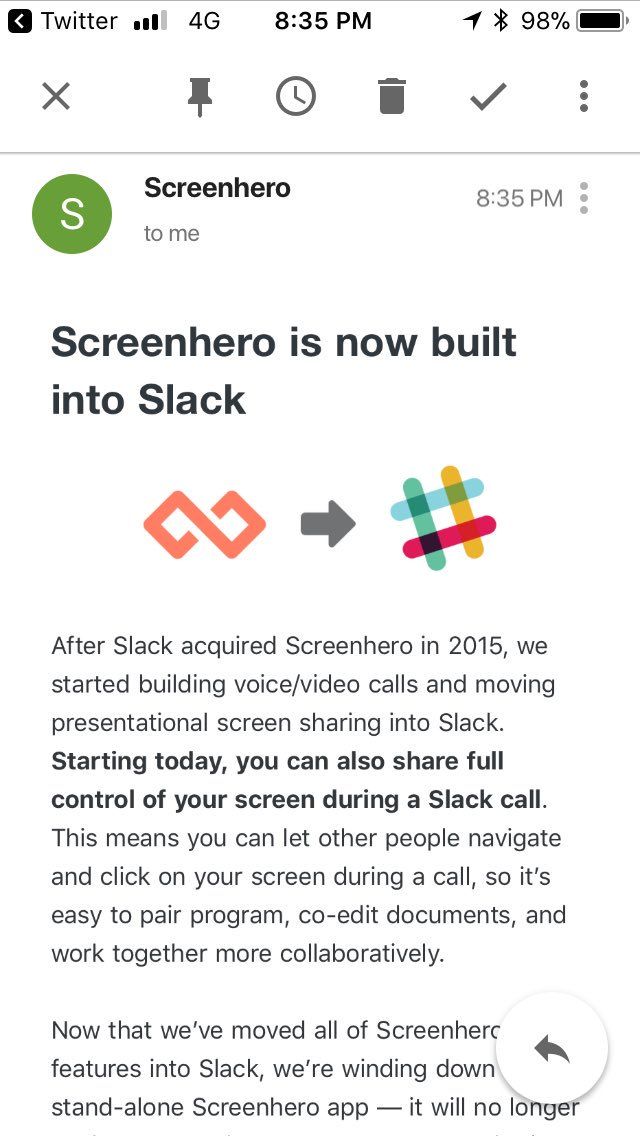 Twitter 4G 8:35 PM 98%
S
Screenhero 8:35 PM
to me
Screenhero is now built
into Slack
After Slack acquired Screenhero in 2015, we
started building voice/video calls and moving
presentational screen sharing into Slack.
Starting today, you can also share full
control of your screen during a Slack call.
This means you can let other people navigate
and click on your screen during a call, so it’s
easy to pair program, co-edit documents, and
work together more collaboratively.
Now that we’ve moved all of Screenhero
features into Slack, we’re winding down
stand-alone Screenhero app — it will no longer